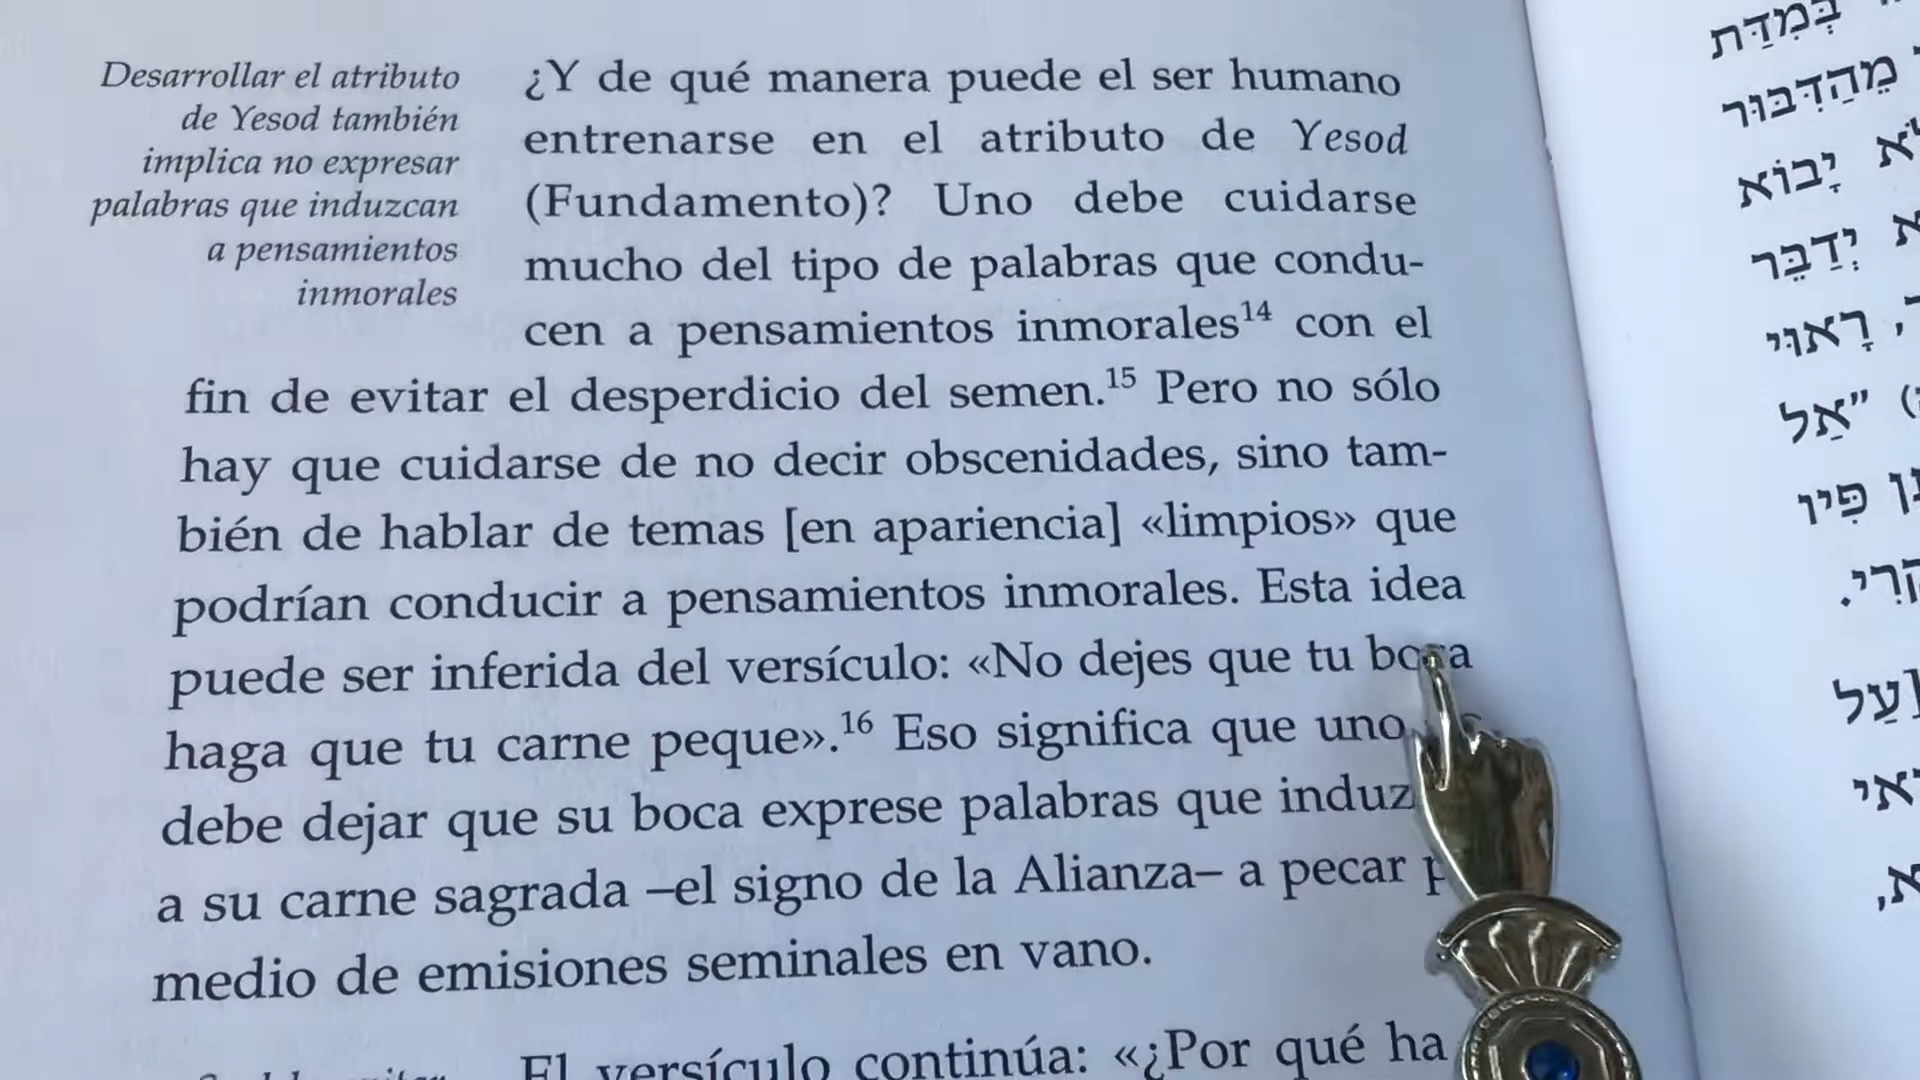 Desarrollar el atributo
de Yesod también
implica no expresar
palabras que induzcan
a pensamientos
inmorales
¿Y de qué manera puede el ser humano
entrenarse en el atributo de Yesod
(Fundamento)? Uno debe cuidarse
mucho del tipo de palabras que condu-
cen a pensamientos inmorales¹⁴ con el
fin de evitar el desperdicio del semen.¹⁵ Pero no sólo
hay que cuidarse de no decir obscenidades, sino tam-
bién de hablar de temas [en apariencia] «limpios» que
podrían conducir a pensamientos inmorales. Esta idea
puede ser inferida del versículo: «No dejes que tu boca
haga que tu carne peque».¹⁶ Eso significa que uno
debe dejar que su boca exprese palabras que
a su carne sagrada –el signo de la Alianza– a pecar
medio de emisiones seminales en vano.
El versículo continúa: «¿Por qué ha
בְּמִדַּת
מֵהַדִּבּוּר
יָבוֹא
יְדַבֵּר
רָאוּי
"אַל
פִּיו